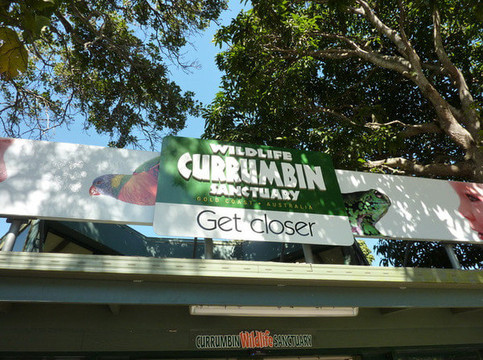 WILDLIFE
CURRUMBIN
SANCTUARY
GOLD COAST AUSTRALIA
Get closer
CURRUMBIN Wildlife SANCTUARY